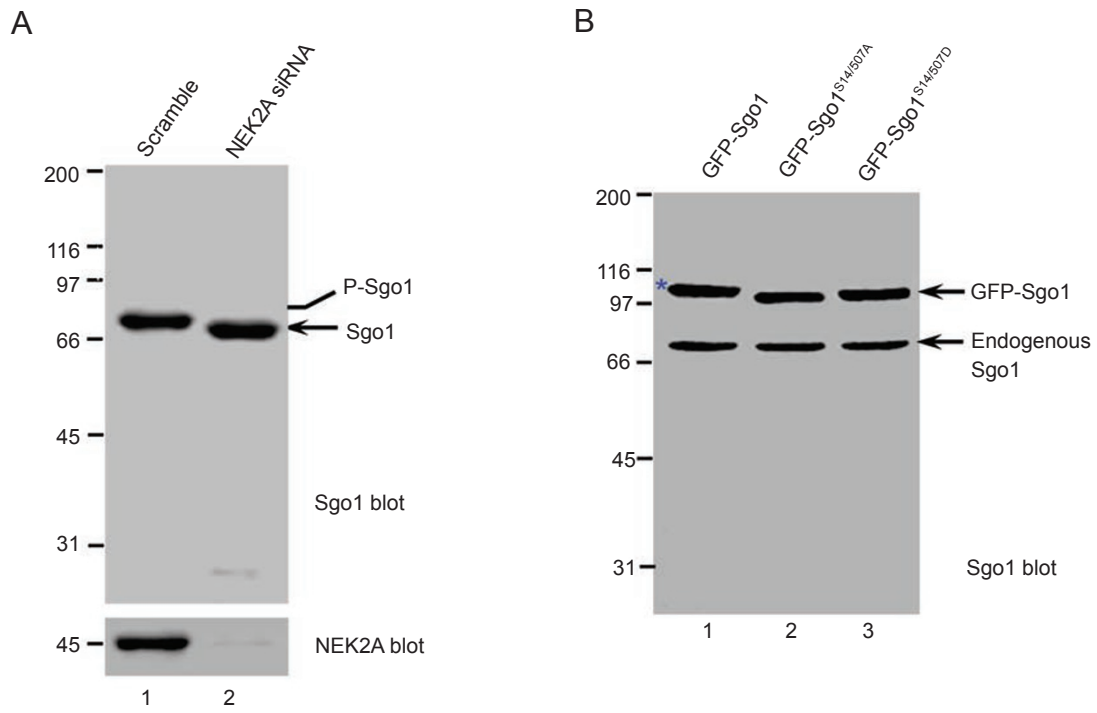 A
Scramble
NEK2A siRNA
200
116
97
66
45
31
P-Sgo1
Sgo1
Sgo1 blot
45
NEK2A blot
1 2
B
GFP-Sgo1
GFP-Sgo1S14/507A
GFP-Sgo1S14/507D
200
116
97
66
45
31
*
GFP-Sgo1
Endogenous
Sgo1
Sgo1 blot
1 2 3